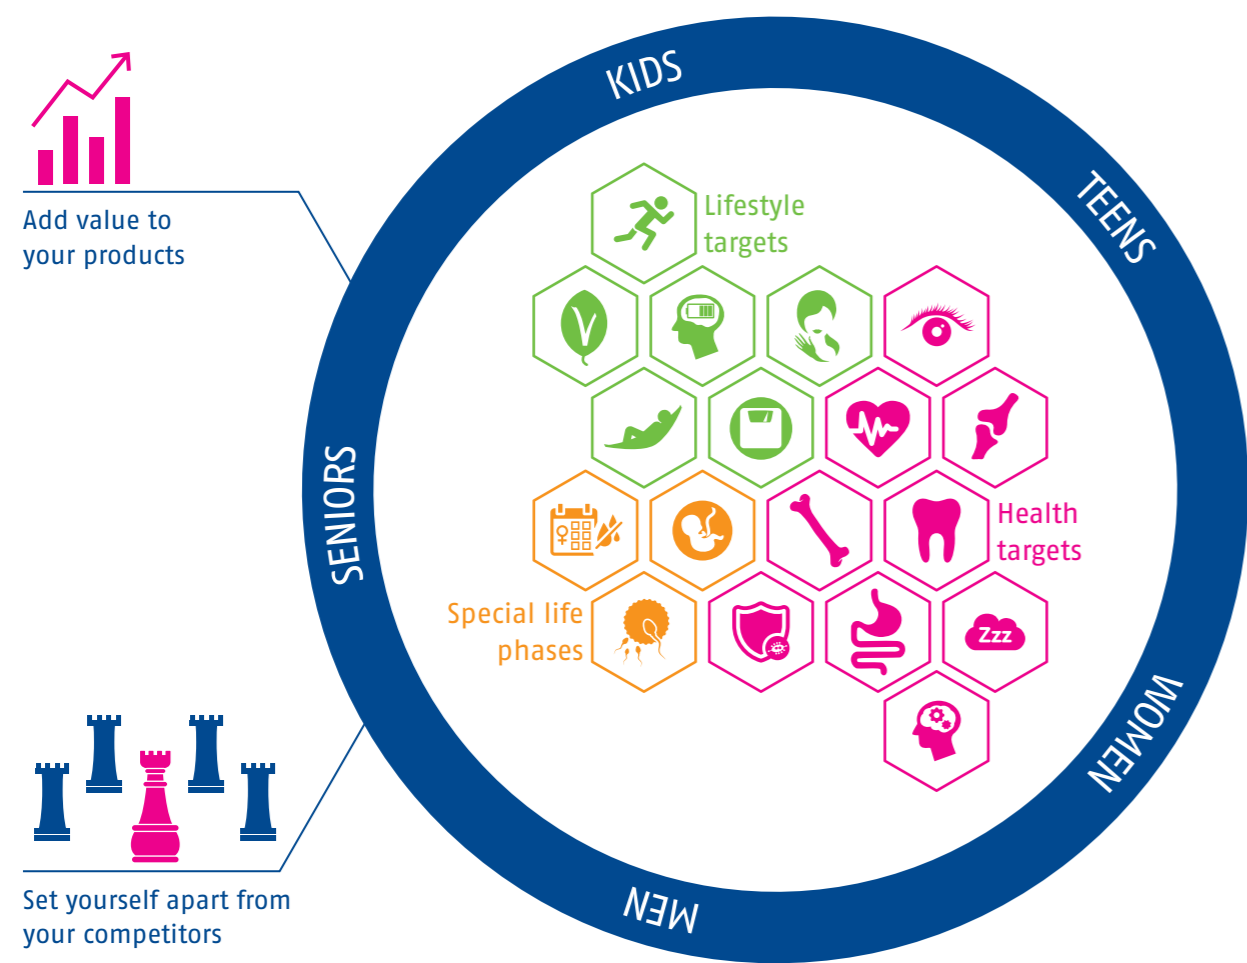 KIDS
TEENS
WOMEN
MEN
SENIORS
Add value to
your products
Lifestyle
targets
Health
targets
Special life
phases
Zzz
Set yourself apart from
your competitors